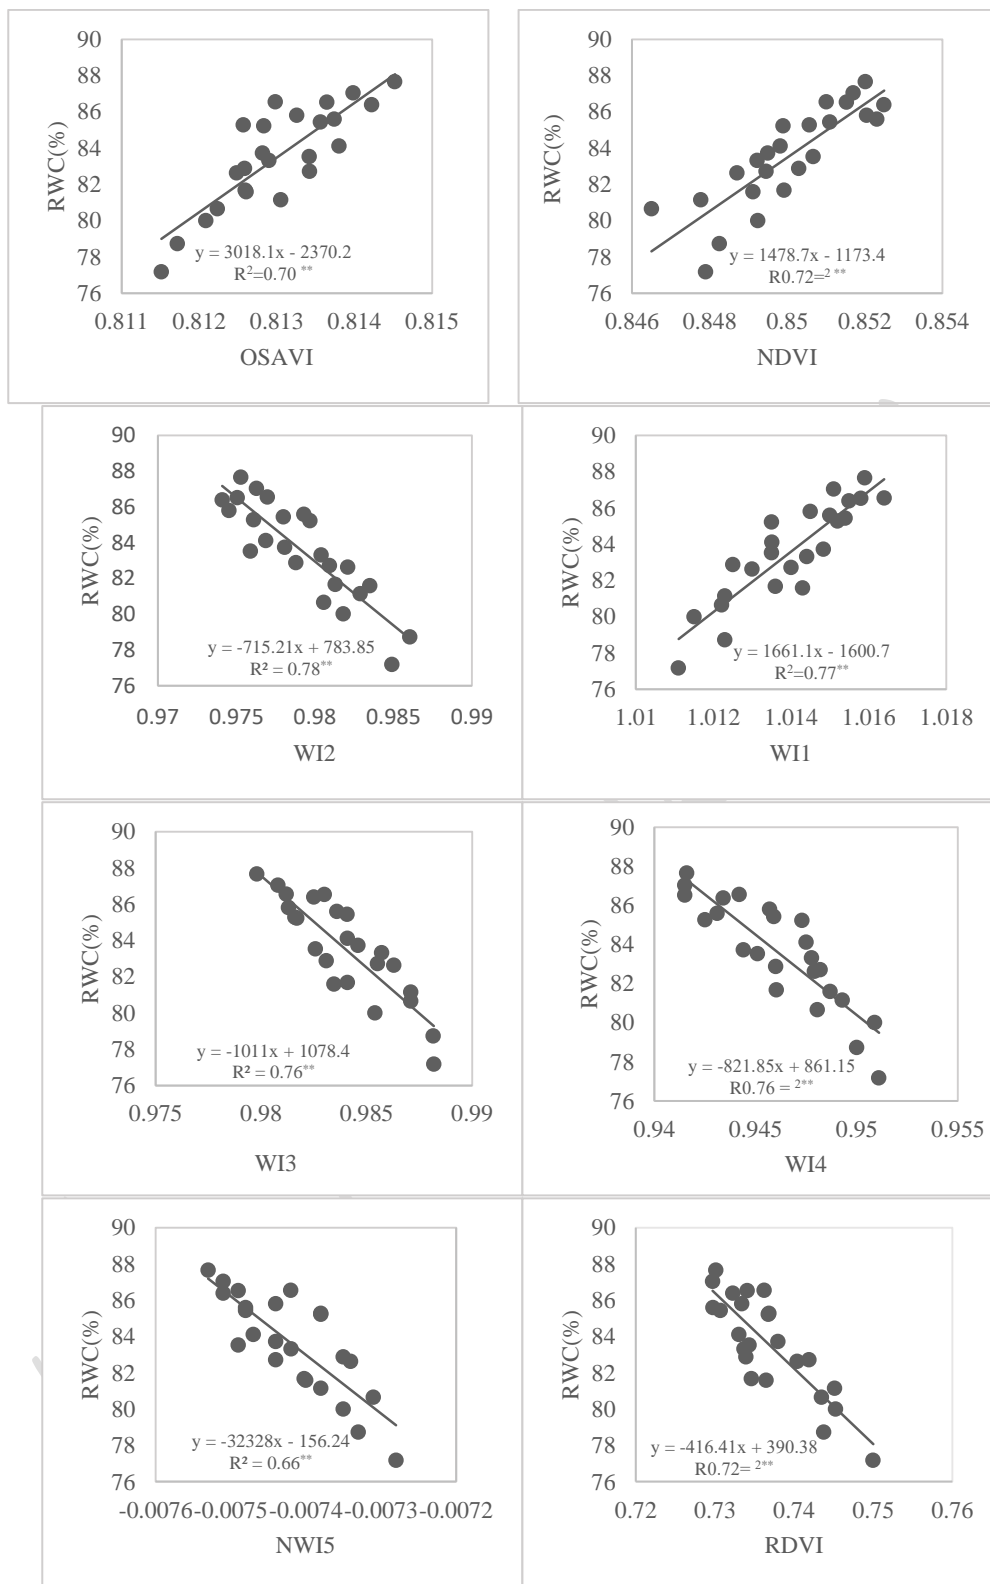 90
88
86
84
82
80
78
76
RWC(%)
y = 3018.1x - 2370.2
R²=0.70 **
0.811 0.812 0.813 0.814 0.815
OSAVI
90
88
86
84
82
80
78
76
RWC(%)
y = 1478.7x - 1173.4
R0.72=² **
0.846 0.848 0.85 0.852 0.854
NDVI
90
88
86
84
82
80
78
76
RWC(%)
y = -715.21x + 783.85
R² = 0.78**
0.97 0.975 0.98 0.985 0.99
WI2
90
88
86
84
82
80
78
76
RWC(%)
y = 1661.1x - 1600.7
R²=0.77**
1.01 1.012 1.014 1.016 1.018
WI1
90
88
86
84
82
80
78
76
RWC(%)
y = -1011x + 1078.4
R² = 0.76**
0.975 0.98 0.985 0.99
WI3
90
88
86
84
82
80
78
76
RWC(%)
y = -821.85x + 861.15
R0.76 = ²**
0.94 0.945 0.95 0.955
WI4
90
88
86
84
82
80
78
76
RWC(%)
y = -32328x - 156.24
R² = 0.66**
-0.0076 -0.0075 -0.0074 -0.0073 -0.0072
NWI5
90
88
86
84
82
80
78
76
RWC(%)
y = -416.41x + 390.38
R0.72= ²**
0.72 0.73 0.74 0.75 0.76
RDVI